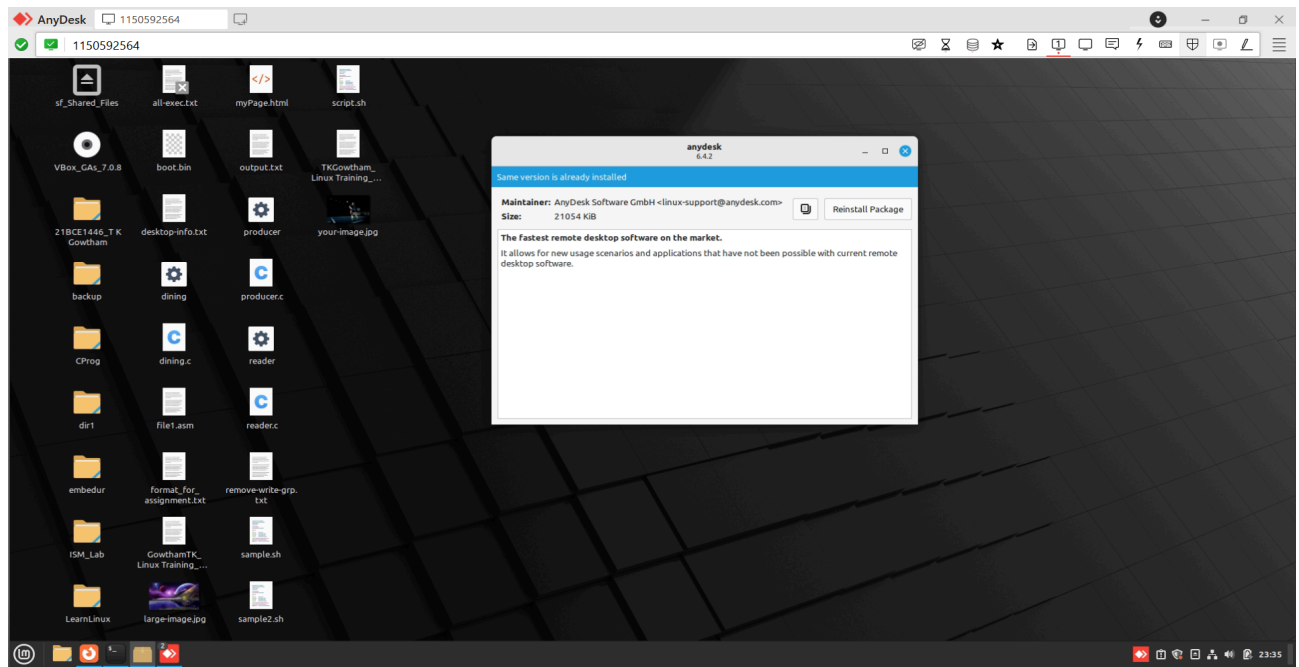 AnyDesk
1150592564
1150592564
sf_Shared_Files
all-exec.txt
myPage.html
script.sh
VBox_GAs_7.0.8
boot.bin
output.txt
TKGowtham_
Linux Training_...
21BCE1446_T K
Gowtham
desktop-info.txt
producer
your-image.jpg
backup
dining
producer.c
CProg
dining.c
reader
dir1
file1.asm
reader.c
embedur
format_for_
assignment.txt
remove-write-grp.
txt
ISM_Lab
GowthamTK_
Linux Training_...
sample.sh
LearnLinux
large-image.jpg
sample2.sh
anydesk
6.4.2
Same version is already installed
Maintainer: AnyDesk Software GmbH <linux-support@anydesk.com>
Size: 21054 KiB
Reinstall Package
The fastest remote desktop software on the market.
It allows for new usage scenarios and applications that have not been possible with current remote
desktop software.
2
23:35